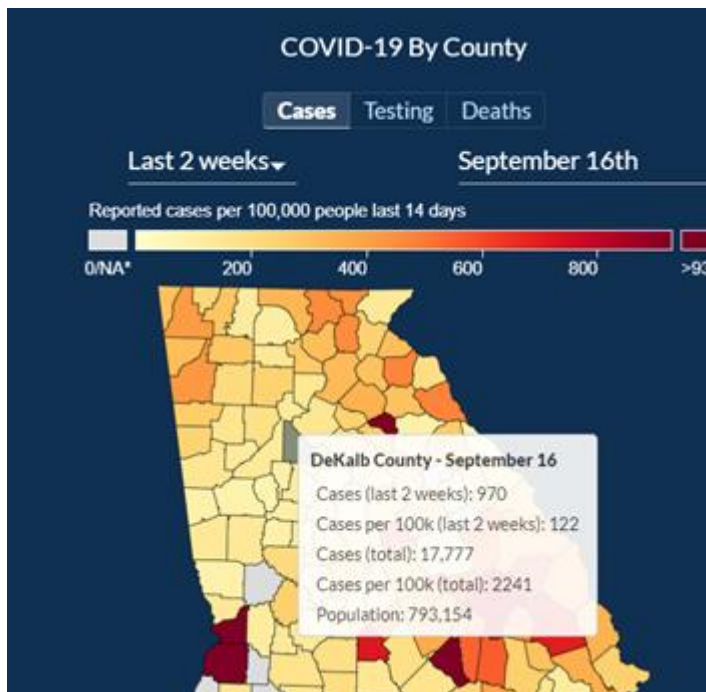 COVID-19 By County
Cases Testing Deaths
Last 2 weeks September 16th
Reported cases per 100,000 people last 14 days
0/NA* 200 400 600 800
DeKalb County - September 16
Cases (last 2 weeks): 970
Cases per 100k (last 2 weeks): 122
Cases (total): 17,777
Cases per 100k (total): 2241
Population: 793,154